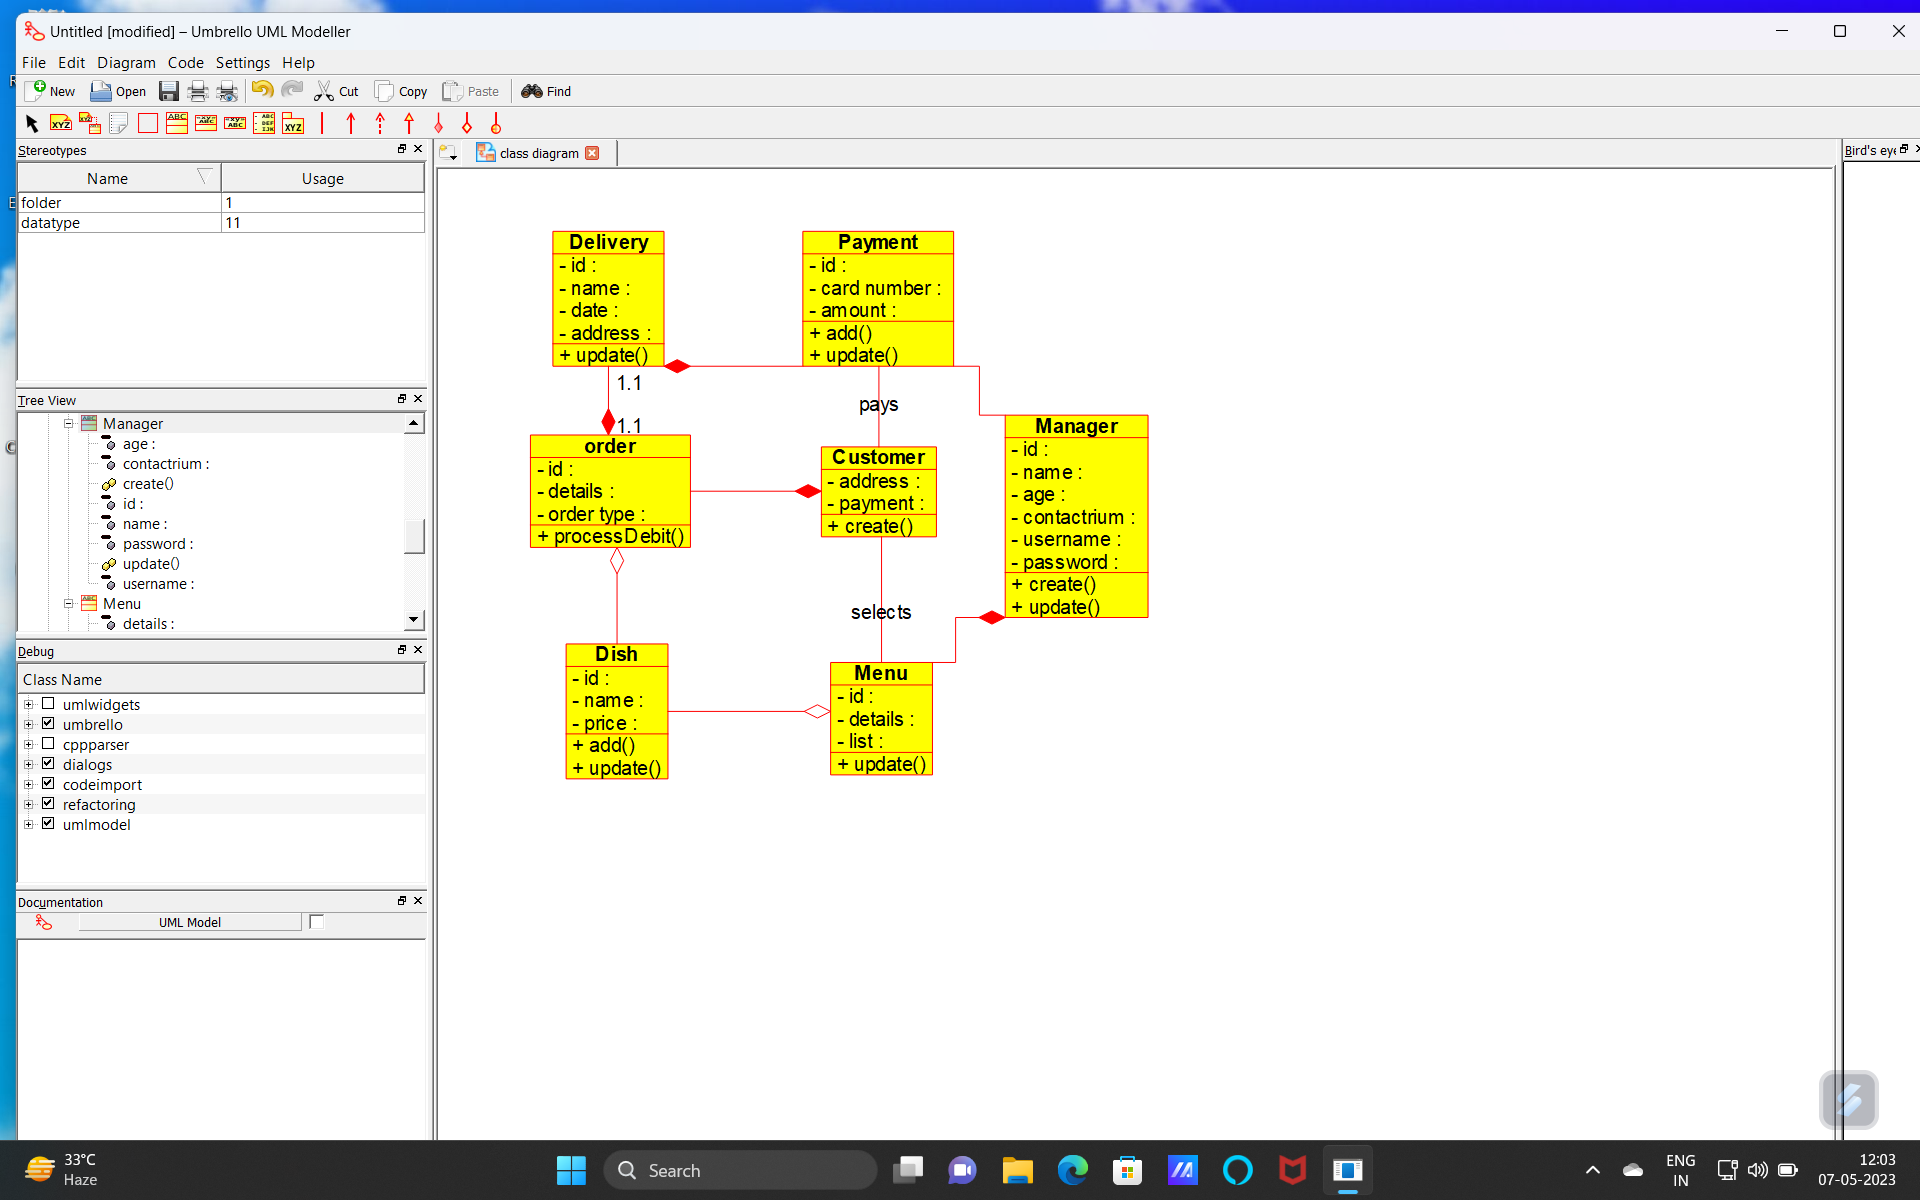 Untitled [modified] – Umbrello UML Modeller
File Edit Diagram Code Settings Help
New Open Cut Copy Paste Find
Stereotypes
Name Usage
folder 1
datatype 11
Tree View
Manager
age :
contactrium :
create()
id :
name :
password :
update()
username :
Menu
details :
Debug
Class Name
umlwidgets
umbrello
cppparser
dialogs
codeimport
refactoring
umlmodel
Documentation
UML Model
class diagram
Bird's eye
Delivery
- id :
- name :
- date :
- address :
+ update()
Payment
- id :
- card number :
- amount :
+ add()
+ update()
1.1
1.1
pays
order
- id :
- details :
- order type :
+ processDebit()
Customer
- address :
- payment :
+ create()
Manager
- id :
- name :
- age :
- contactrium :
- username :
- password :
+ create()
+ update()
selects
Dish
- id :
- name :
- price :
+ add()
+ update()
Menu
- id :
- details :
- list :
+ update()
33°C
Haze
Search
ENG
IN
12:03
07-05-2023